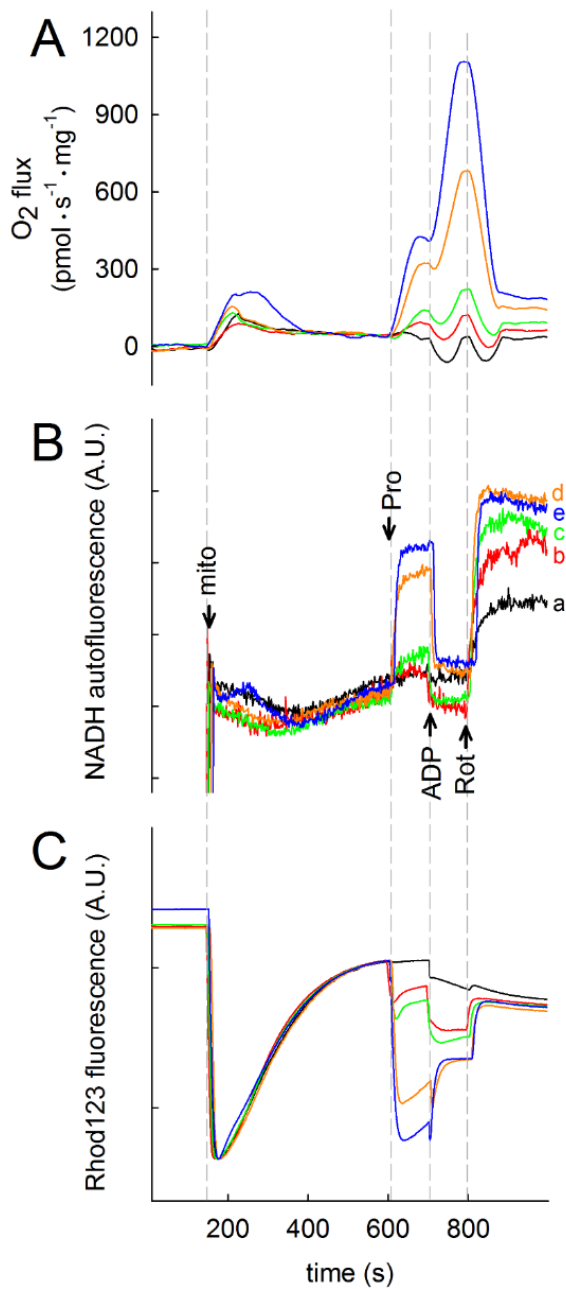 A
1200
900
600
300
0
O2 flux
(pmol · s-1 · mg-1)
B
NADH autofluorescence (A.U.)
mito
Pro
ADP
Rot
d
e
c
b
a
C
Rhod123 fluorescence (A.U.)
200 400 600 800
time (s)